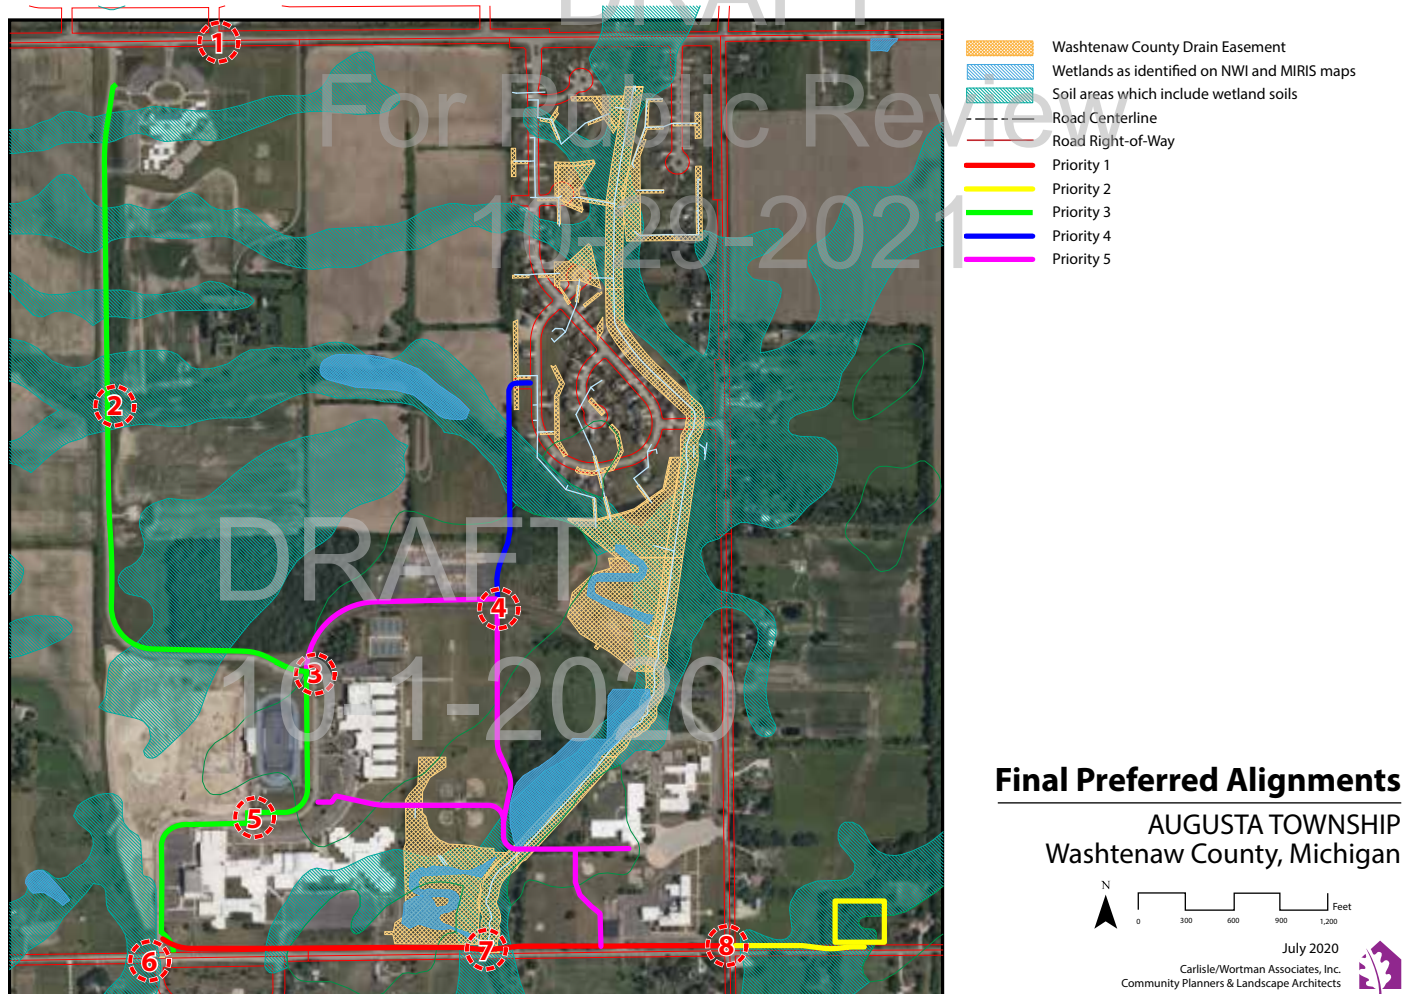 DRAFT
For Public Review
10-29-2021
DRAFT
10-1-2020
1
2
3
4
5
6
7
8
Washtenaw County Drain Easement
Wetlands as identified on NWI and MIRIS maps
Soil areas which include wetland soils
Road Centerline
Road Right-of-Way
Priority 1
Priority 2
Priority 3
Priority 4
Priority 5
Final Preferred Alignments
AUGUSTA TOWNSHIP
Washtenaw County, Michigan
N
Feet
0 300 600 900 1,200
July 2020
Carlisle/Wortman Associates, Inc.
Community Planners & Landscape Architects